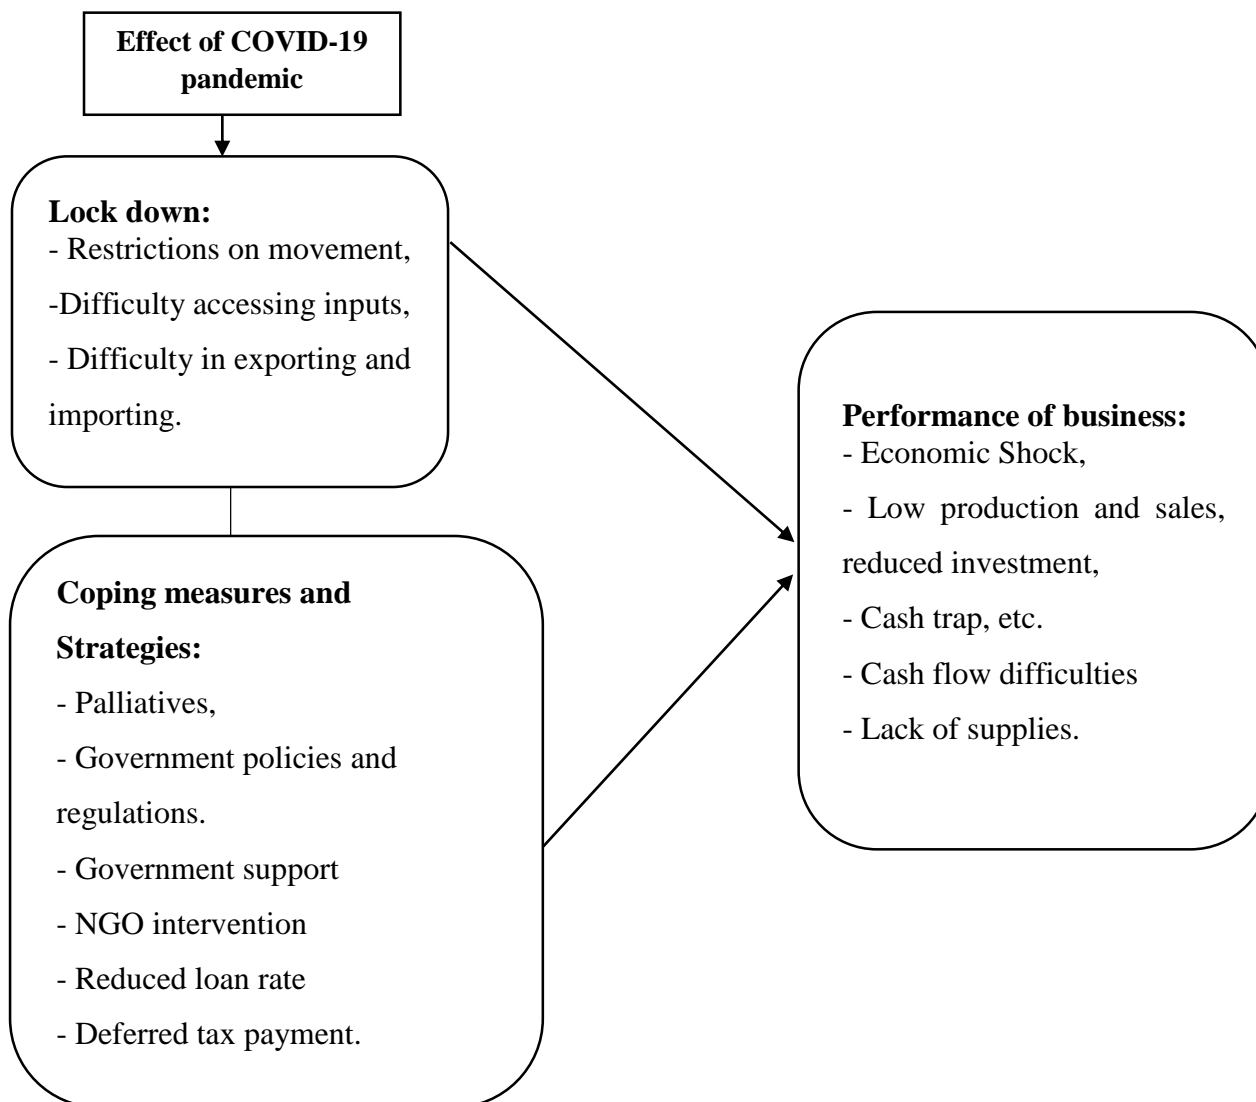 Effect of COVID-19
pandemic
Lock down:
- Restrictions on movement,
-Difficulty accessing inputs,
- Difficulty in exporting and
importing.
Coping measures and
Strategies:
- Palliatives,
- Government policies and
regulations.
- Government support
- NGO intervention
- Reduced loan rate
- Deferred tax payment.
Performance of business:
- Economic Shock,
- Low production and sales,
reduced investment,
- Cash trap, etc.
- Cash flow difficulties
- Lack of supplies.